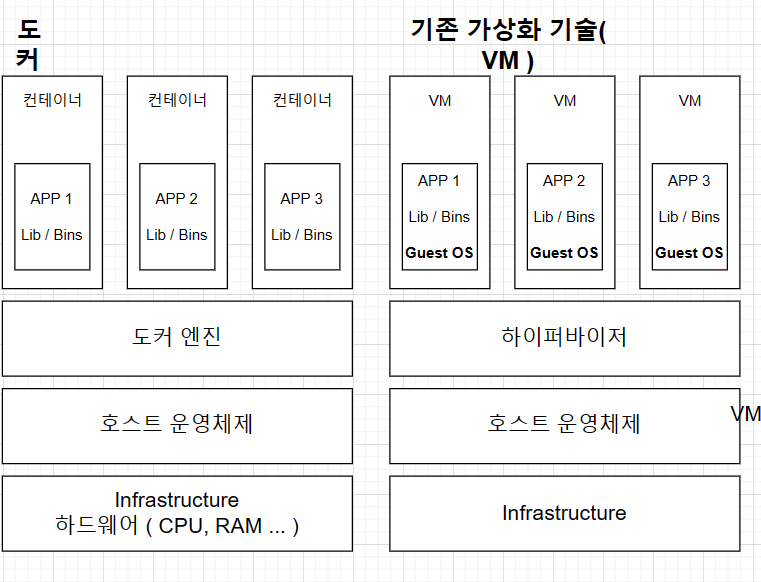 도
커
컨테이너
컨테이너
컨테이너
APP 1
Lib / Bins
APP 2
Lib / Bins
APP 3
Lib / Bins
도커 엔진
호스트 운영체제
Infrastructure
하드웨어 ( CPU, RAM ... )
기존 가상화 기술(
VM )
VM
VM
VM
APP 1
Lib / Bins
Guest OS
APP 2
Lib / Bins
Guest OS
APP 3
Lib / Bins
Guest OS
하이퍼바이저
호스트 운영체제
VM
Infrastructure